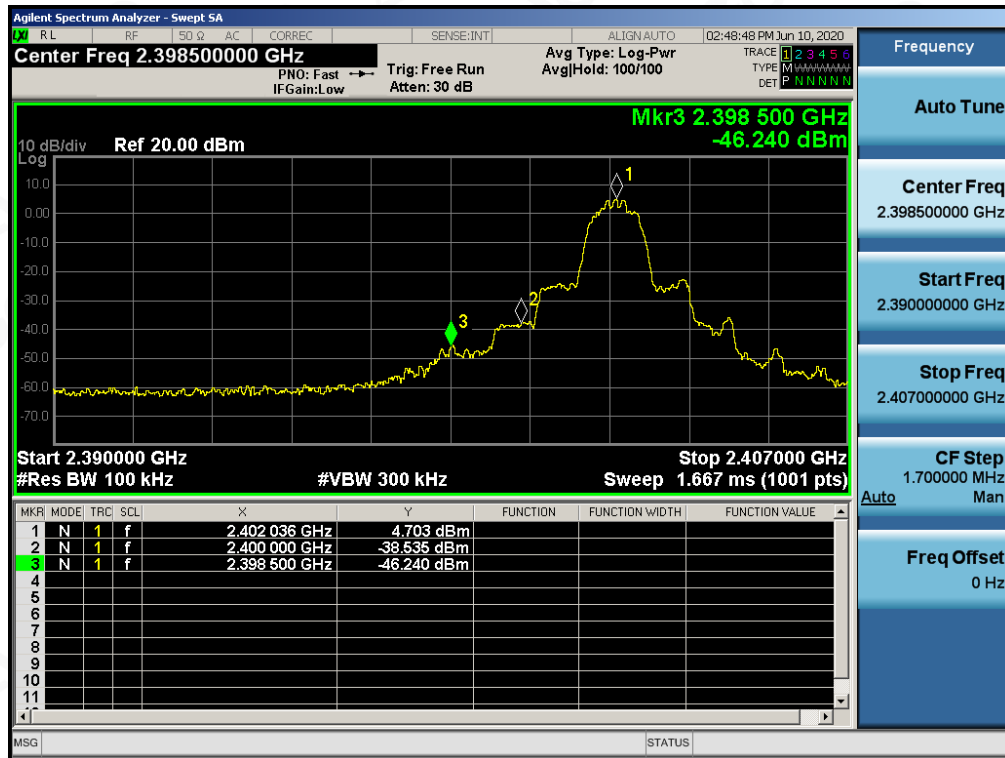 Agilent Spectrum Analyzer - Swept SA
LXI RL RF 50 Ω AC CORREC SENSE:INT ALIGNAUTO 02:48:48 PM Jun 10, 2020
Center Freq 2.398500000 GHz
PNO: Fast
IFGain:Low
Trig: Free Run
Atten: 30 dB
Avg Type: Log-Pwr
Avg|Hold: 100/100
TRACE 1 2 3 4 5 6
TYPE M WWWWW
DET P N N N N N
Mkr3 2.398 500 GHz
-46.240 dBm
10 dB/div Ref 20.00 dBm
Log
10.0
0.00
-10.0
-20.0
-30.0
-40.0
-50.0
-60.0
-70.0
1
2
3
Start 2.390000 GHz Stop 2.407000 GHz
#Res BW 100 kHz #VBW 300 kHz Sweep 1.667 ms (1001 pts)
MKR MODE TRC SCL X Y FUNCTION FUNCTION WIDTH FUNCTION VALUE
1 N 1 f 2.402 036 GHz 4.703 dBm
2 N 1 f 2.400 000 GHz -38.535 dBm
3 N 1 f 2.398 500 GHz -46.240 dBm
4
5
6
7
8
9
10
11
MSG STATUS
Frequency
Auto Tune
Center Freq
2.398500000 GHz
Start Freq
2.390000000 GHz
Stop Freq
2.407000000 GHz
CF Step
1.700000 MHz
Auto Man
Freq Offset
0 Hz